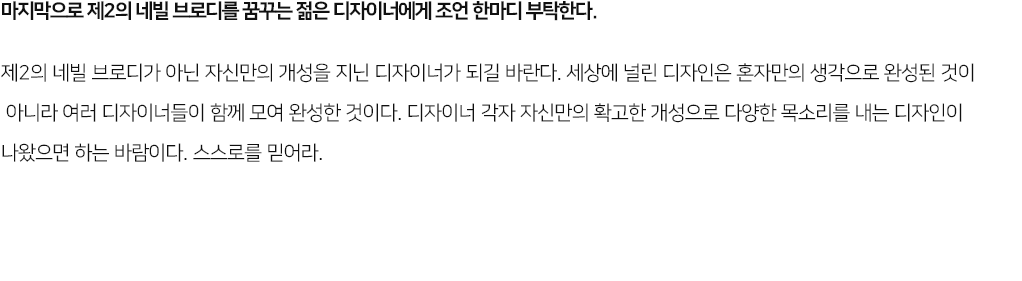 마지막으로 제2의 네빌 브로디를 꿈꾸는 젊은 디자이너에게 조언 한마디 부탁한다.
제2의 네빌 브로디가 아닌 자신만의 개성을 지닌 디자이너가 되길 바란다. 세상에 널린 디자인은 혼자만의 생각으로 완성된 것이
아니라 여러 디자이너들이 함께 모여 완성한 것이다. 디자이너 각자 자신만의 확고한 개성으로 다양한 목소리를 내는 디자인이
나왔으면 하는 바람이다. 스스로를 믿어라.